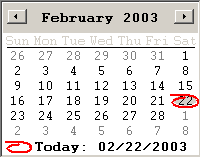 February 2003
Sun Mon Tue Wed Thu Fri Sat
26 27 28 29 30 31 1
2 3 4 5 6 7 8
9 10 11 12 13 14 15
16 17 18 19 20 21 22
23 24 25 26 27 28 1
2 3 4 5 6 7 8
Today: 02/22/2003